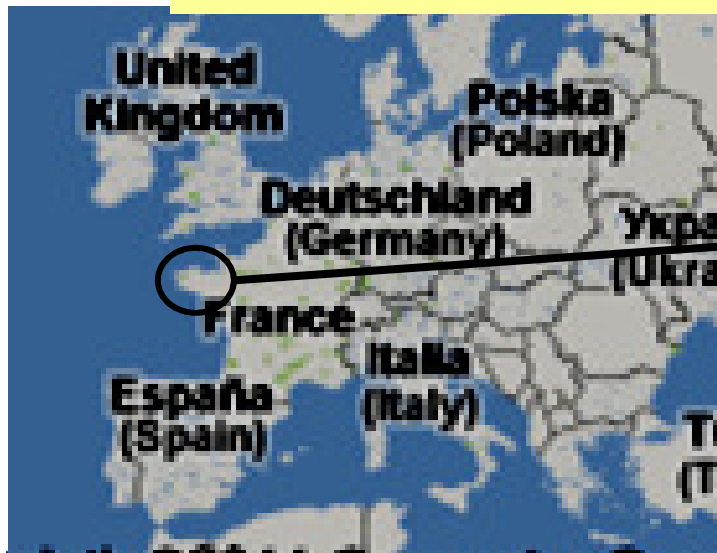 United
Kingdom
Polska
(Poland)
Deutschland
(Germany)
France
Italia
(Italy)
España
(Spain)